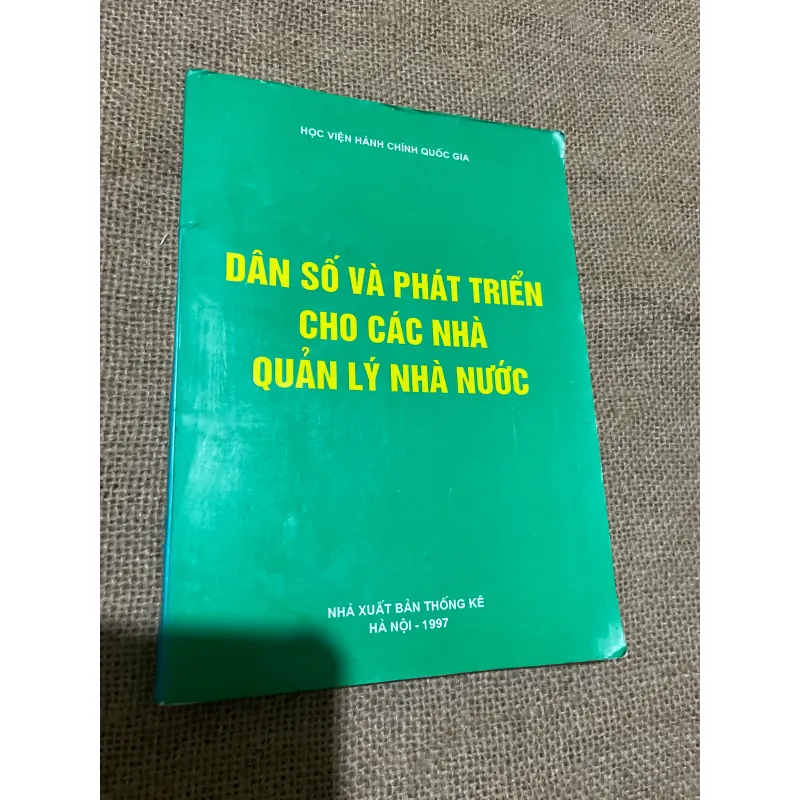 HỌC VIỆN HÀNH CHÍNH QUỐC GIA
DÂN SỐ VÀ PHÁT TRIỂN
CHO CÁC NHÀ
QUẢN LÝ NHÀ NƯỚC
NHÀ XUẤT BẢN THỐNG KÊ
HÀ NỘI - 1997